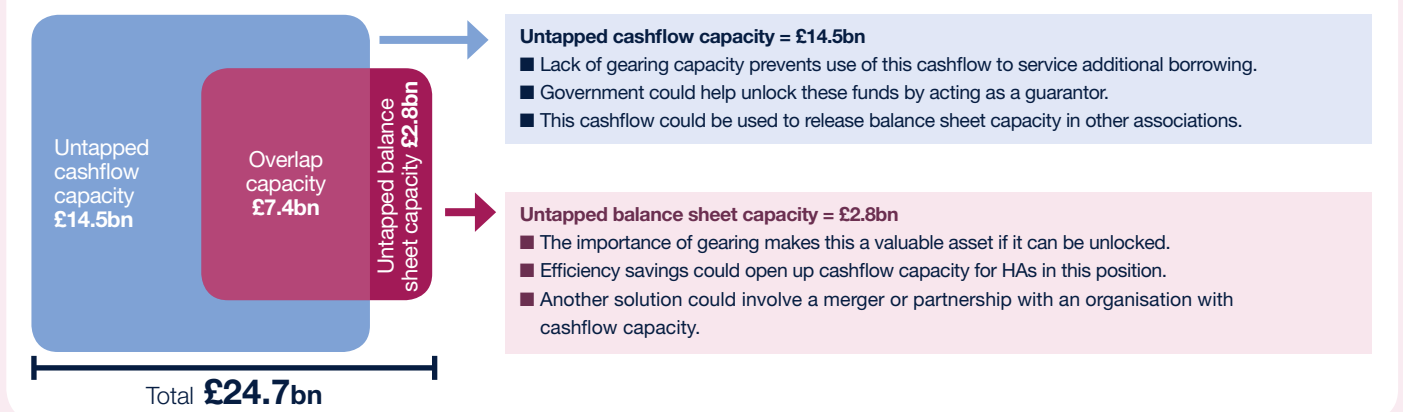 Untapped
cashflow
capacity
£14.5bn
Overlap
capacity
£7.4bn
Untapped balance
sheet capacity £2.8bn
Total £24.7bn
Untapped cashflow capacity = £14.5bn
■ Lack of gearing capacity prevents use of this cashflow to service additional borrowing.
■ Government could help unlock these funds by acting as a guarantor.
■ This cashflow could be used to release balance sheet capacity in other associations.
Untapped balance sheet capacity = £2.8bn
■ The importance of gearing makes this a valuable asset if it can be unlocked.
■ Efficiency savings could open up cashflow capacity for HAs in this position.
■ Another solution could involve a merger or partnership with an organisation with
cashflow capacity.